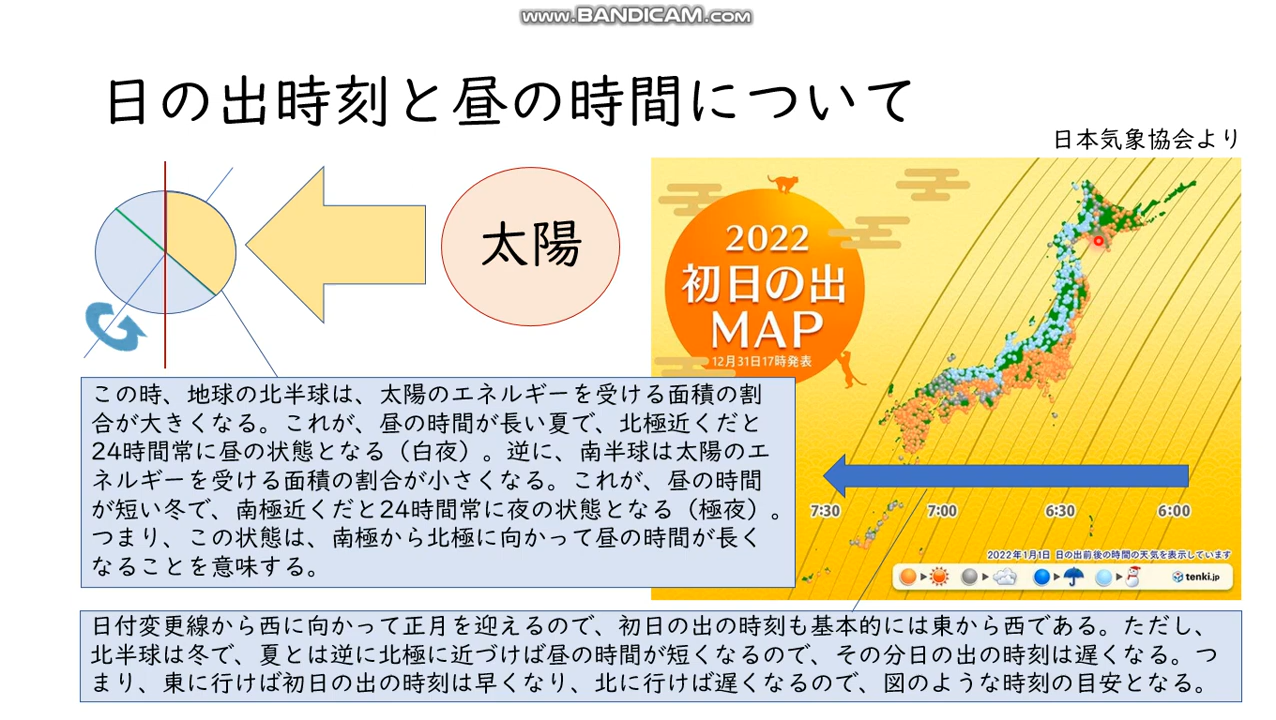 www.BANDICAM.com
日の出時刻と昼の時間について
日本気象協会より
太陽
2022
初日の出
MAP
12月31日17時発表
この時、地球の北半球は、太陽のエネルギーを受ける面積の割
合が大きくなる。これが、昼の時間が長い夏で、北極近くだと
24時間常に昼の状態となる（白夜）。逆に、南半球は太陽のエ
ネルギーを受ける面積の割合が小さくなる。これが、昼の時間
が短い冬で、南極近くだと24時間常に夜の状態となる（極夜）。
つまり、この状態は、南極から北極に向かって昼の時間が長く
なることを意味する。
7:30 7:00 6:30 6:00
2022年1月1日 日の出前後の時間の天気を表示しています
tenki.jp
日付変更線から西に向かって正月を迎えるので、初日の出の時刻も基本的には東から西である。ただし、
北半球は冬で、夏とは逆に北極に近づけば昼の時間が短くなるので、その分日の出の時刻は遅くなる。つ
まり、東に行けば初日の出の時刻は早くなり、北に行けば遅くなるので、図のような時刻の目安となる。